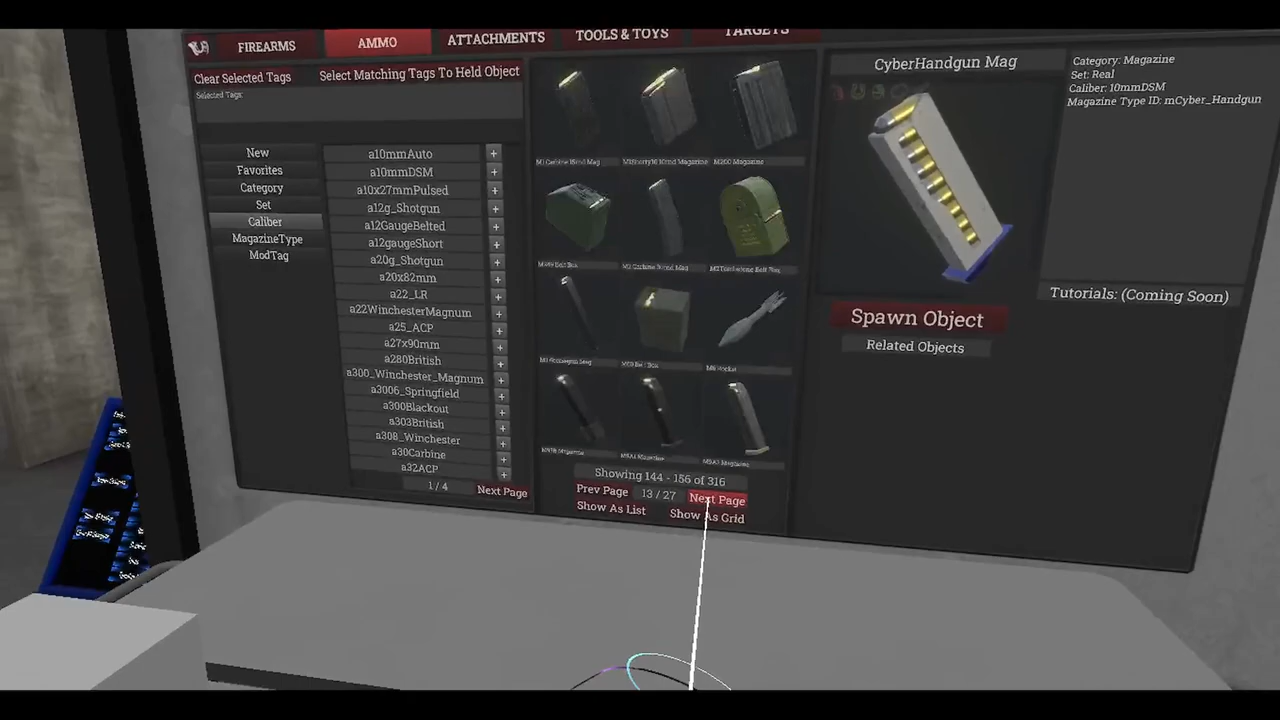 FIREARMS
AMMO
ATTACHMENTS
TOOLS & TOYS
TARGETS
Clear Selected Tags
Select Matching Tags To Held Object
Selected Tags:
New
Favorites
Category
Set
Caliber
MagazineType
ModTag
a10mmAuto +
a10mmDSM +
a10x27mmPulsed +
a12g_Shotgun +
a12GaugeBelted +
a12gaugeShort +
a20g_Shotgun +
a20x82mm +
a22_LR +
a22WinchesterMagnum +
a25_ACP +
a27x90mm +
a280British +
a300_Winchester_Magnum +
a3006_Springfield +
a300Blackout +
a303British +
a308_Winchester +
a30Carbine +
a32ACP +
1 / 4
Next Page
M200 Magazine
M6 Rocket
Showing 144 - 156 of 316
Prev Page
13 / 27
Next Page
Show As List
Show As Grid
CyberHandgun Mag
Spawn Object
Related Objects
Category: Magazine
Set: Real
Caliber: 10mmDSM
Magazine Type ID: mCyber_Handgun
Tutorials: (Coming Soon)